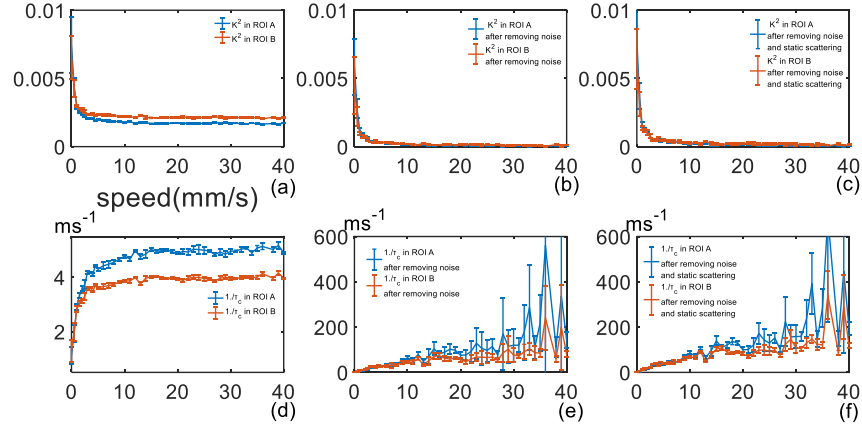 0.01
0.005
0
0 10 20 30 40
K² in ROI A
K² in ROI B
(a)
0.01
0.005
0
0 10 20 30 40
K² in ROI A
after removing noise
K² in ROI B
after removing noise
(b)
0.01
0.005
0
0 10 20 30 40
K² in ROI A
after removing noise
and static scattering
K² in ROI B
after removing noise
and static scattering
(c)
speed(mm/s)
ms⁻¹
4
2
0 10 20 30 40
1./τc in ROI A
1./τc in ROI B
(d)
ms⁻¹
600
400
200
0
0 10 20 30 40
1./τc in ROI A
after removing noise
1./τc in ROI B
after removing noise
(e)
ms⁻¹
600
400
200
0
0 10 20 30 40
1./τc in ROI A
after removing noise
and static scattering
1./τc in ROI B
after removing noise
and static scattering
(f)